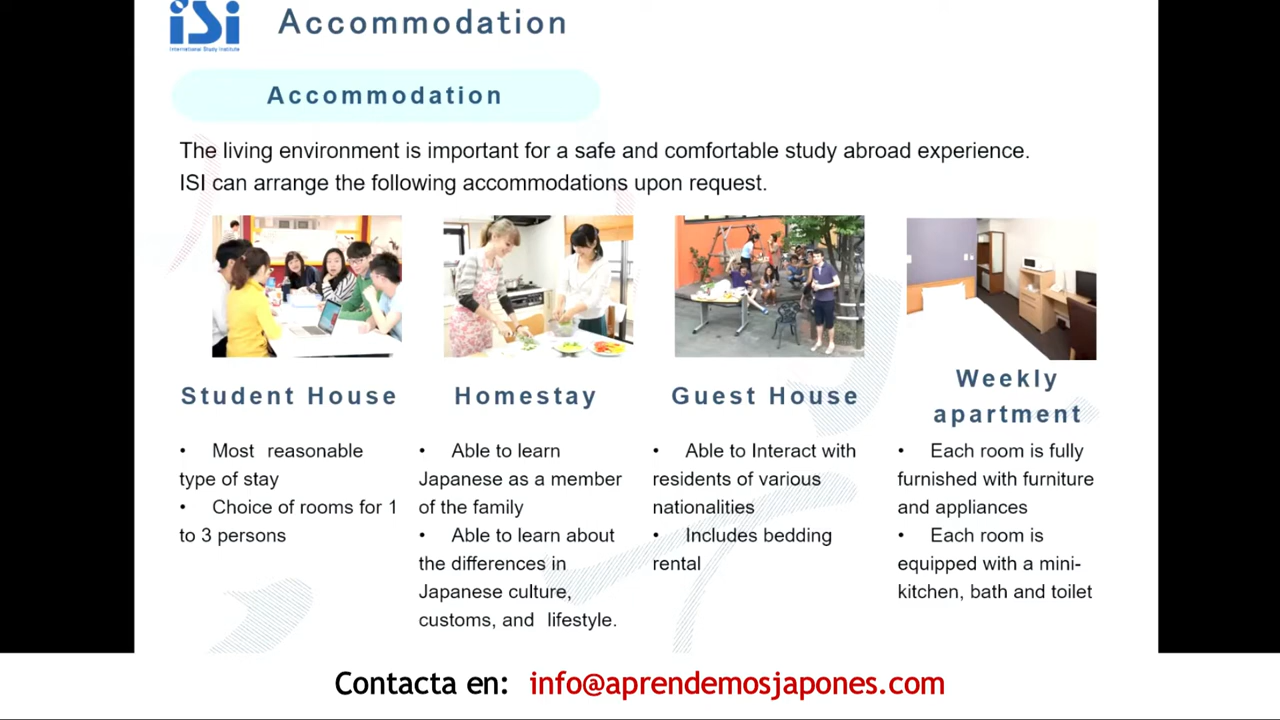 iSi
International Study Institute
Accommodation
Accommodation
The living environment is important for a safe and comfortable study abroad experience.
ISI can arrange the following accommodations upon request.
Student House
• Most reasonable
type of stay
• Choice of rooms for 1
to 3 persons
Homestay
• Able to learn
Japanese as a member
of the family
• Able to learn about
the differences in
Japanese culture,
customs, and lifestyle.
Guest House
• Able to Interact with
residents of various
nationalities
• Includes bedding
rental
Weekly
apartment
• Each room is fully
furnished with furniture
and appliances
• Each room is
equipped with a mini-
kitchen, bath and toilet
Contacta en: info@aprendemosjapones.com